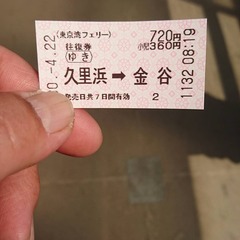 〈東京湾フェリー〉 720円
往復券 小児360円
(ゆき)
久里浜➡金谷
発売日共7日間有効 2
0.-4.22
1132 08:19